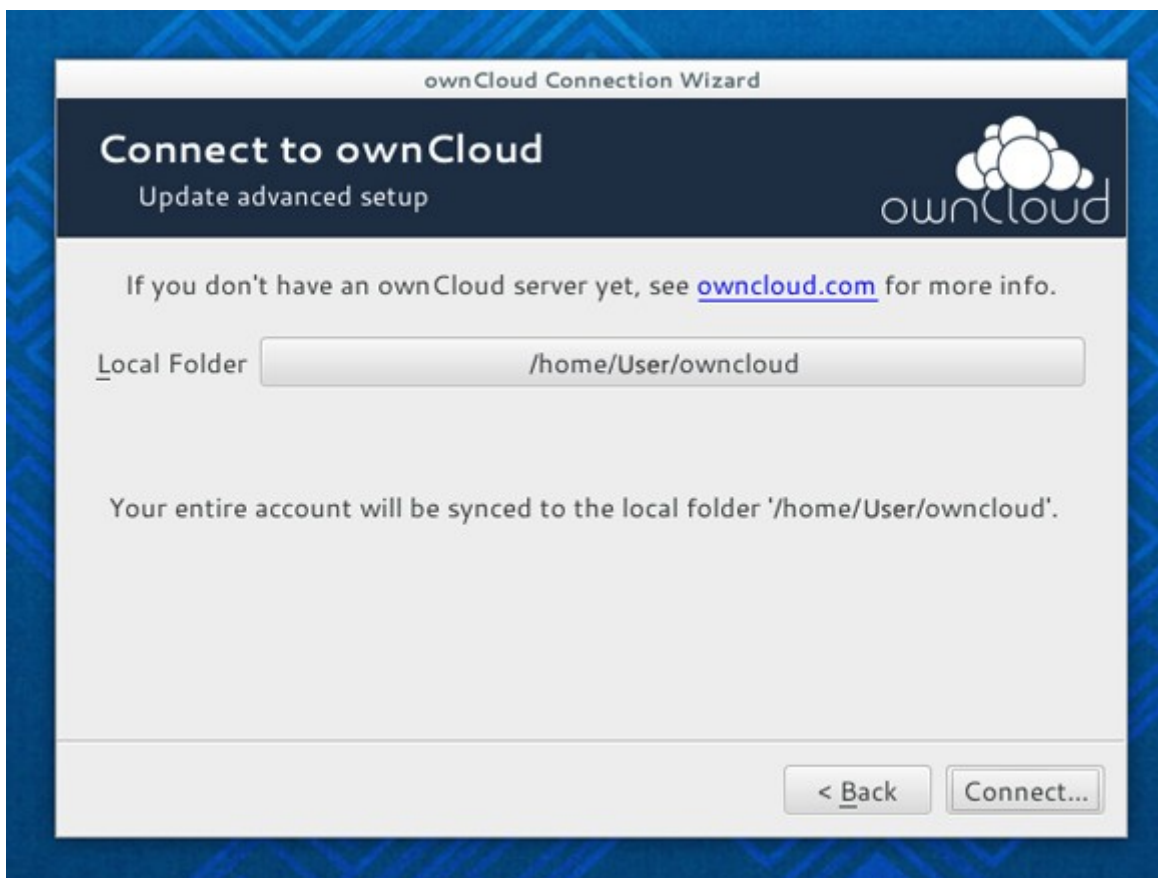 ownCloud Connection Wizard
Connect to ownCloud
Update advanced setup
ownCloud
If you don't have an ownCloud server yet, see owncloud.com for more info.
Local Folder /home/User/owncloud
Your entire account will be synced to the local folder '/home/User/owncloud'.
< Back Connect...